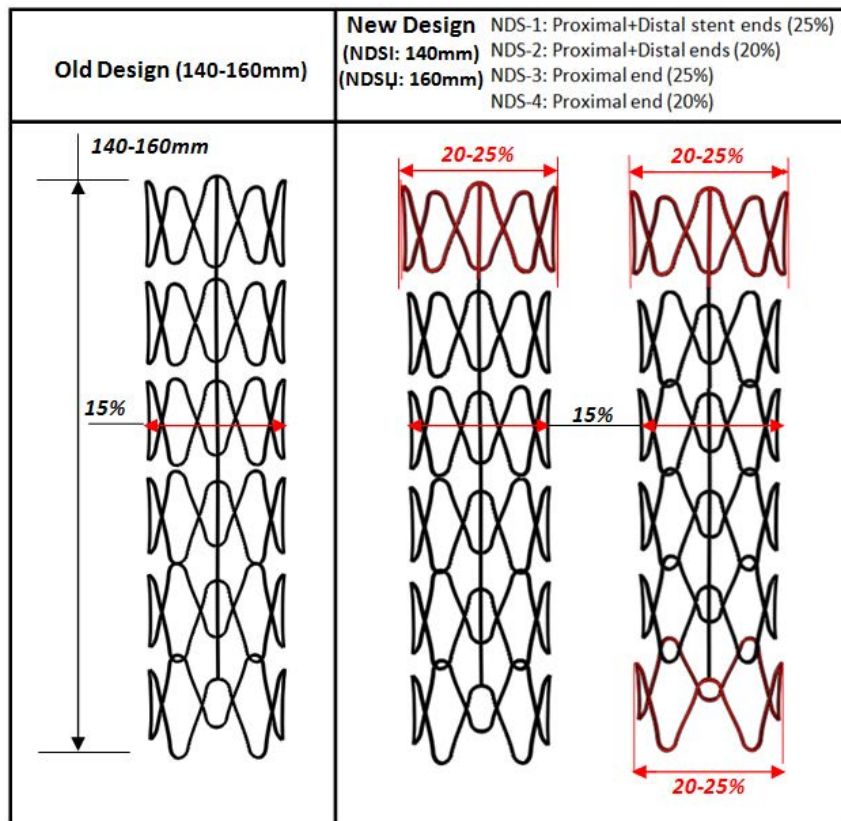 Old Design (140-160mm)
New Design
(NDSI: 140mm)
(NDSЏ: 160mm)
NDS-1: Proximal+Distal stent ends (25%)
NDS-2: Proximal+Distal ends (20%)
NDS-3: Proximal end (25%)
NDS-4: Proximal end (20%)
140-160mm
15%
20-25%
20-25%
15%
20-25%